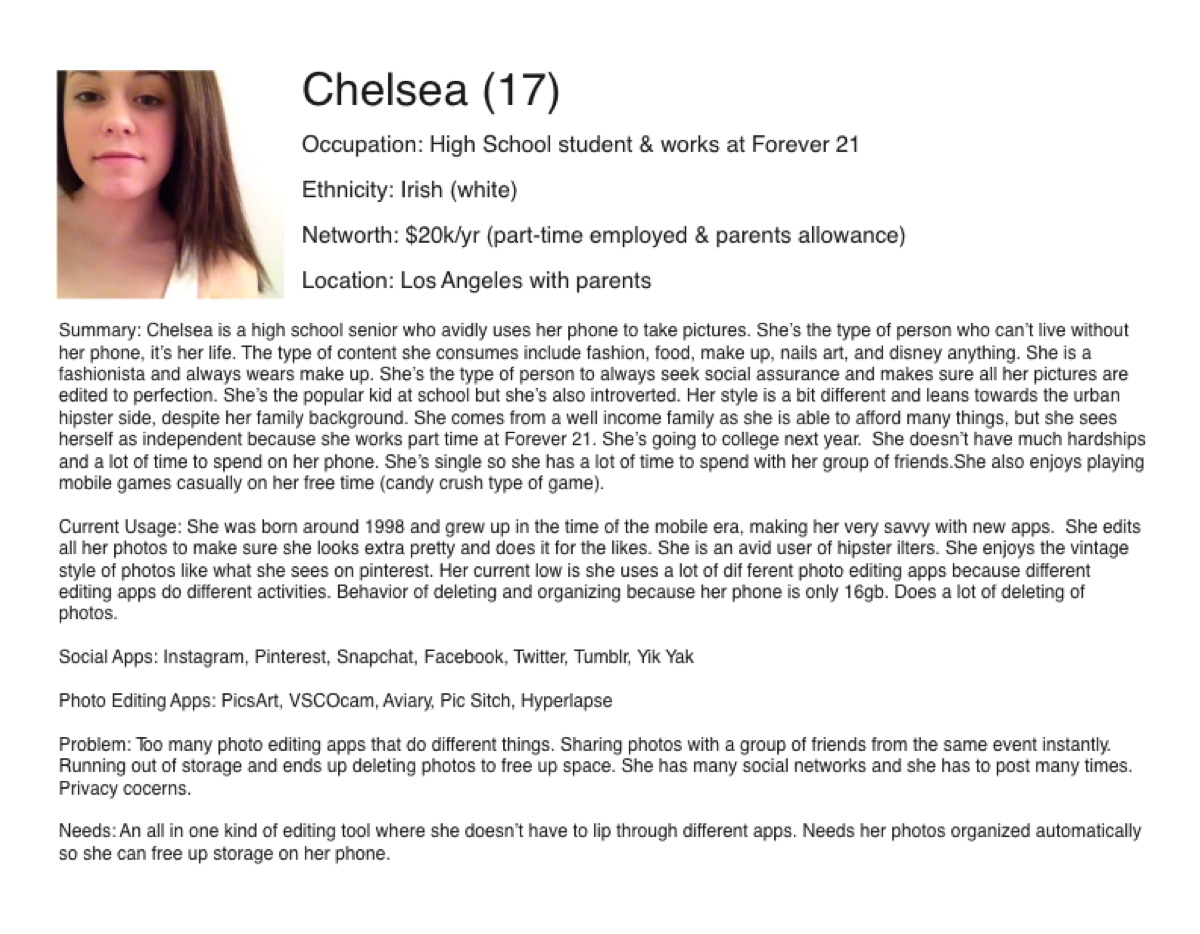 Chelsea (17)
Occupation: High School student & works at Forever 21
Ethnicity: Irish (white)
Networth: $20k/yr (part-time employed & parents allowance)
Location: Los Angeles with parents
Summary: Chelsea is a high school senior who avidly uses her phone to take pictures. She's the type of person who can't live without
her phone, it's her life. The type of content she consumes include fashion, food, make up, nails art, and disney anything. She is a
fashionista and always wears make up. She's the type of person to always seek social assurance and makes sure all her pictures are
edited to perfection. She's the popular kid at school but she's also introverted. Her style is a bit different and leans towards the urban
hipster side, despite her family background. She comes from a well income family as she is able to afford many things, but she sees
herself as independent because she works part time at Forever 21. She's going to college next year.  She doesn't have much hardships
and a lot of time to spend on her phone. She's single so she has a lot of time to spend with her group of friends.She also enjoys playing
mobile games casually on her free time (candy crush type of game).
Current Usage: She was born around 1998 and grew up in the time of the mobile era, making her very savvy with new apps.  She edits
all her photos to make sure she looks extra pretty and does it for the likes. She is an avid user of hipster ilters. She enjoys the vintage
style of photos like what she sees on pinterest. Her current low is she uses a lot of dif ferent photo editing apps because different
editing apps do different activities. Behavior of deleting and organizing because her phone is only 16gb. Does a lot of deleting of
photos.
Social Apps: Instagram, Pinterest, Snapchat, Facebook, Twitter, Tumblr, Yik Yak
Photo Editing Apps: PicsArt, VSCOcam, Aviary, Pic Sitch, Hyperlapse
Problem: Too many photo editing apps that do different things. Sharing photos with a group of friends from the same event instantly.
Running out of storage and ends up deleting photos to free up space. She has many social networks and she has to post many times.
Privacy cocerns.
Needs: An all in one kind of editing tool where she doesn't have to lip through different apps. Needs her photos organized automatically
so she can free up storage on her phone.